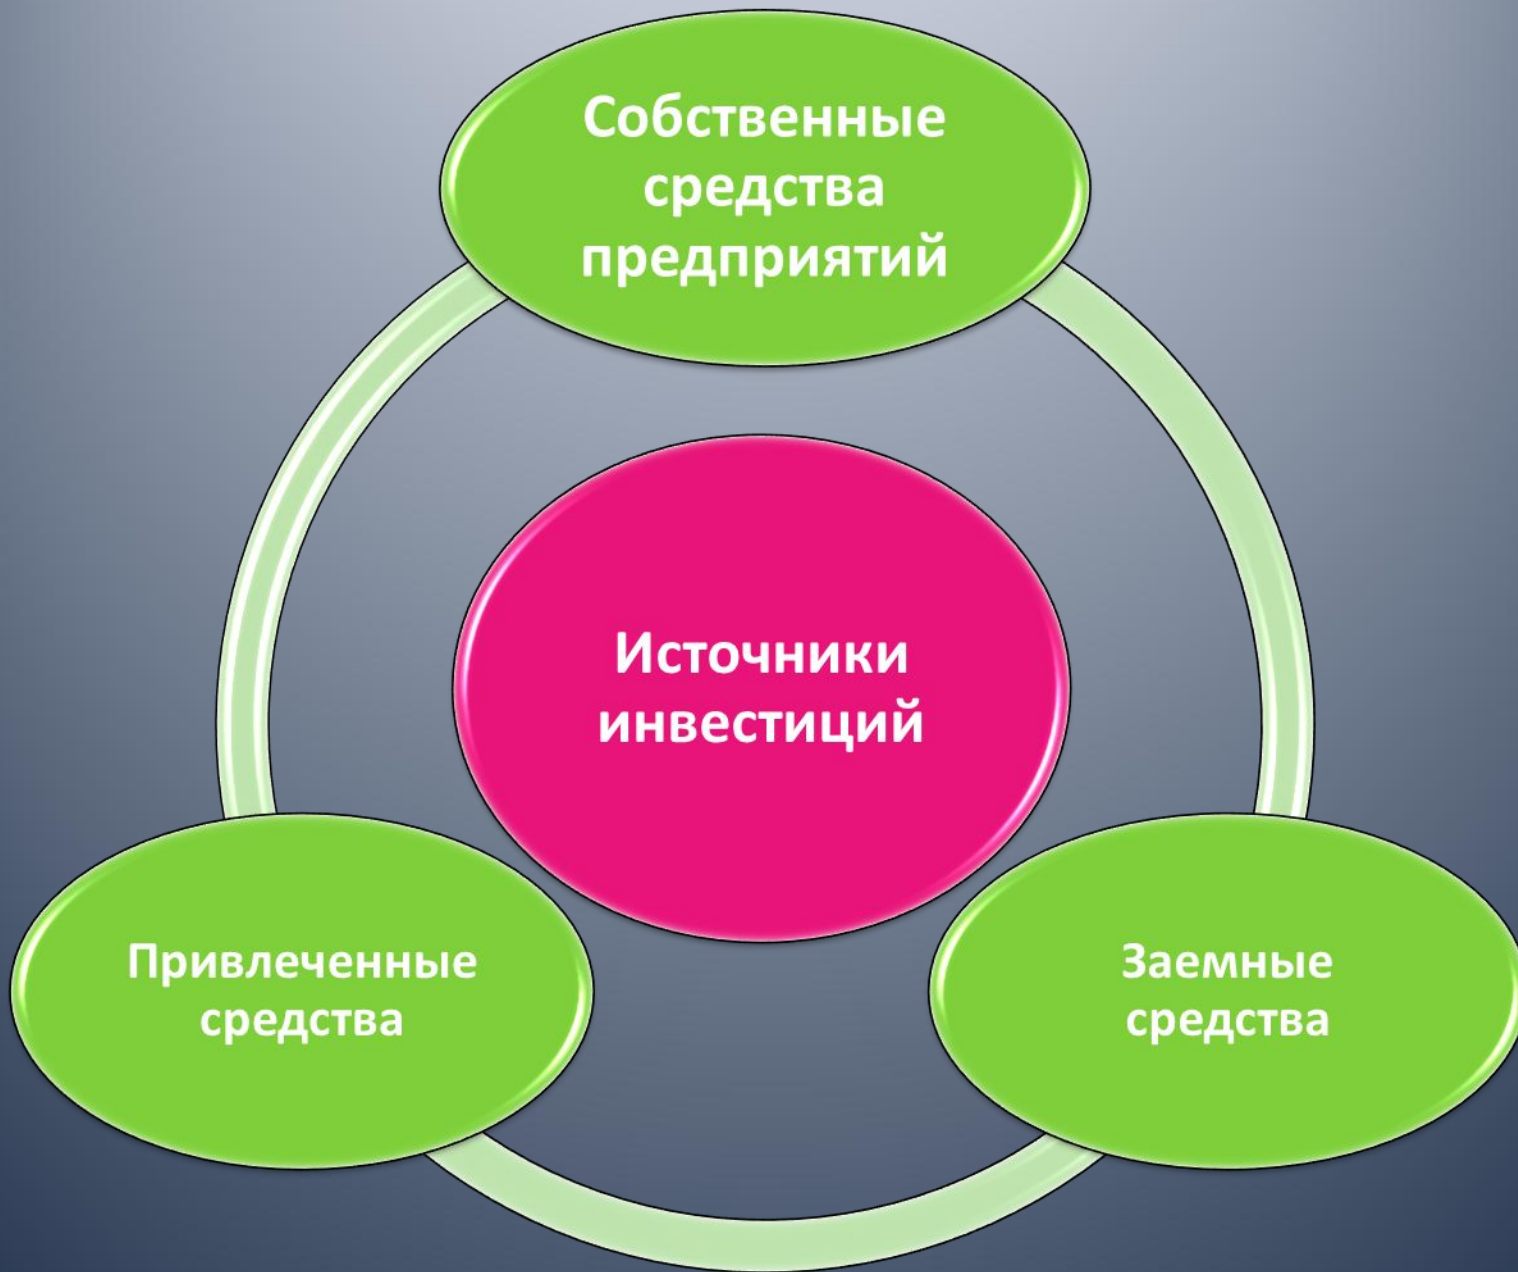 Собственные
средства
предприятий
Источники
инвестиций
Привлеченные
средства
Заемные
средства